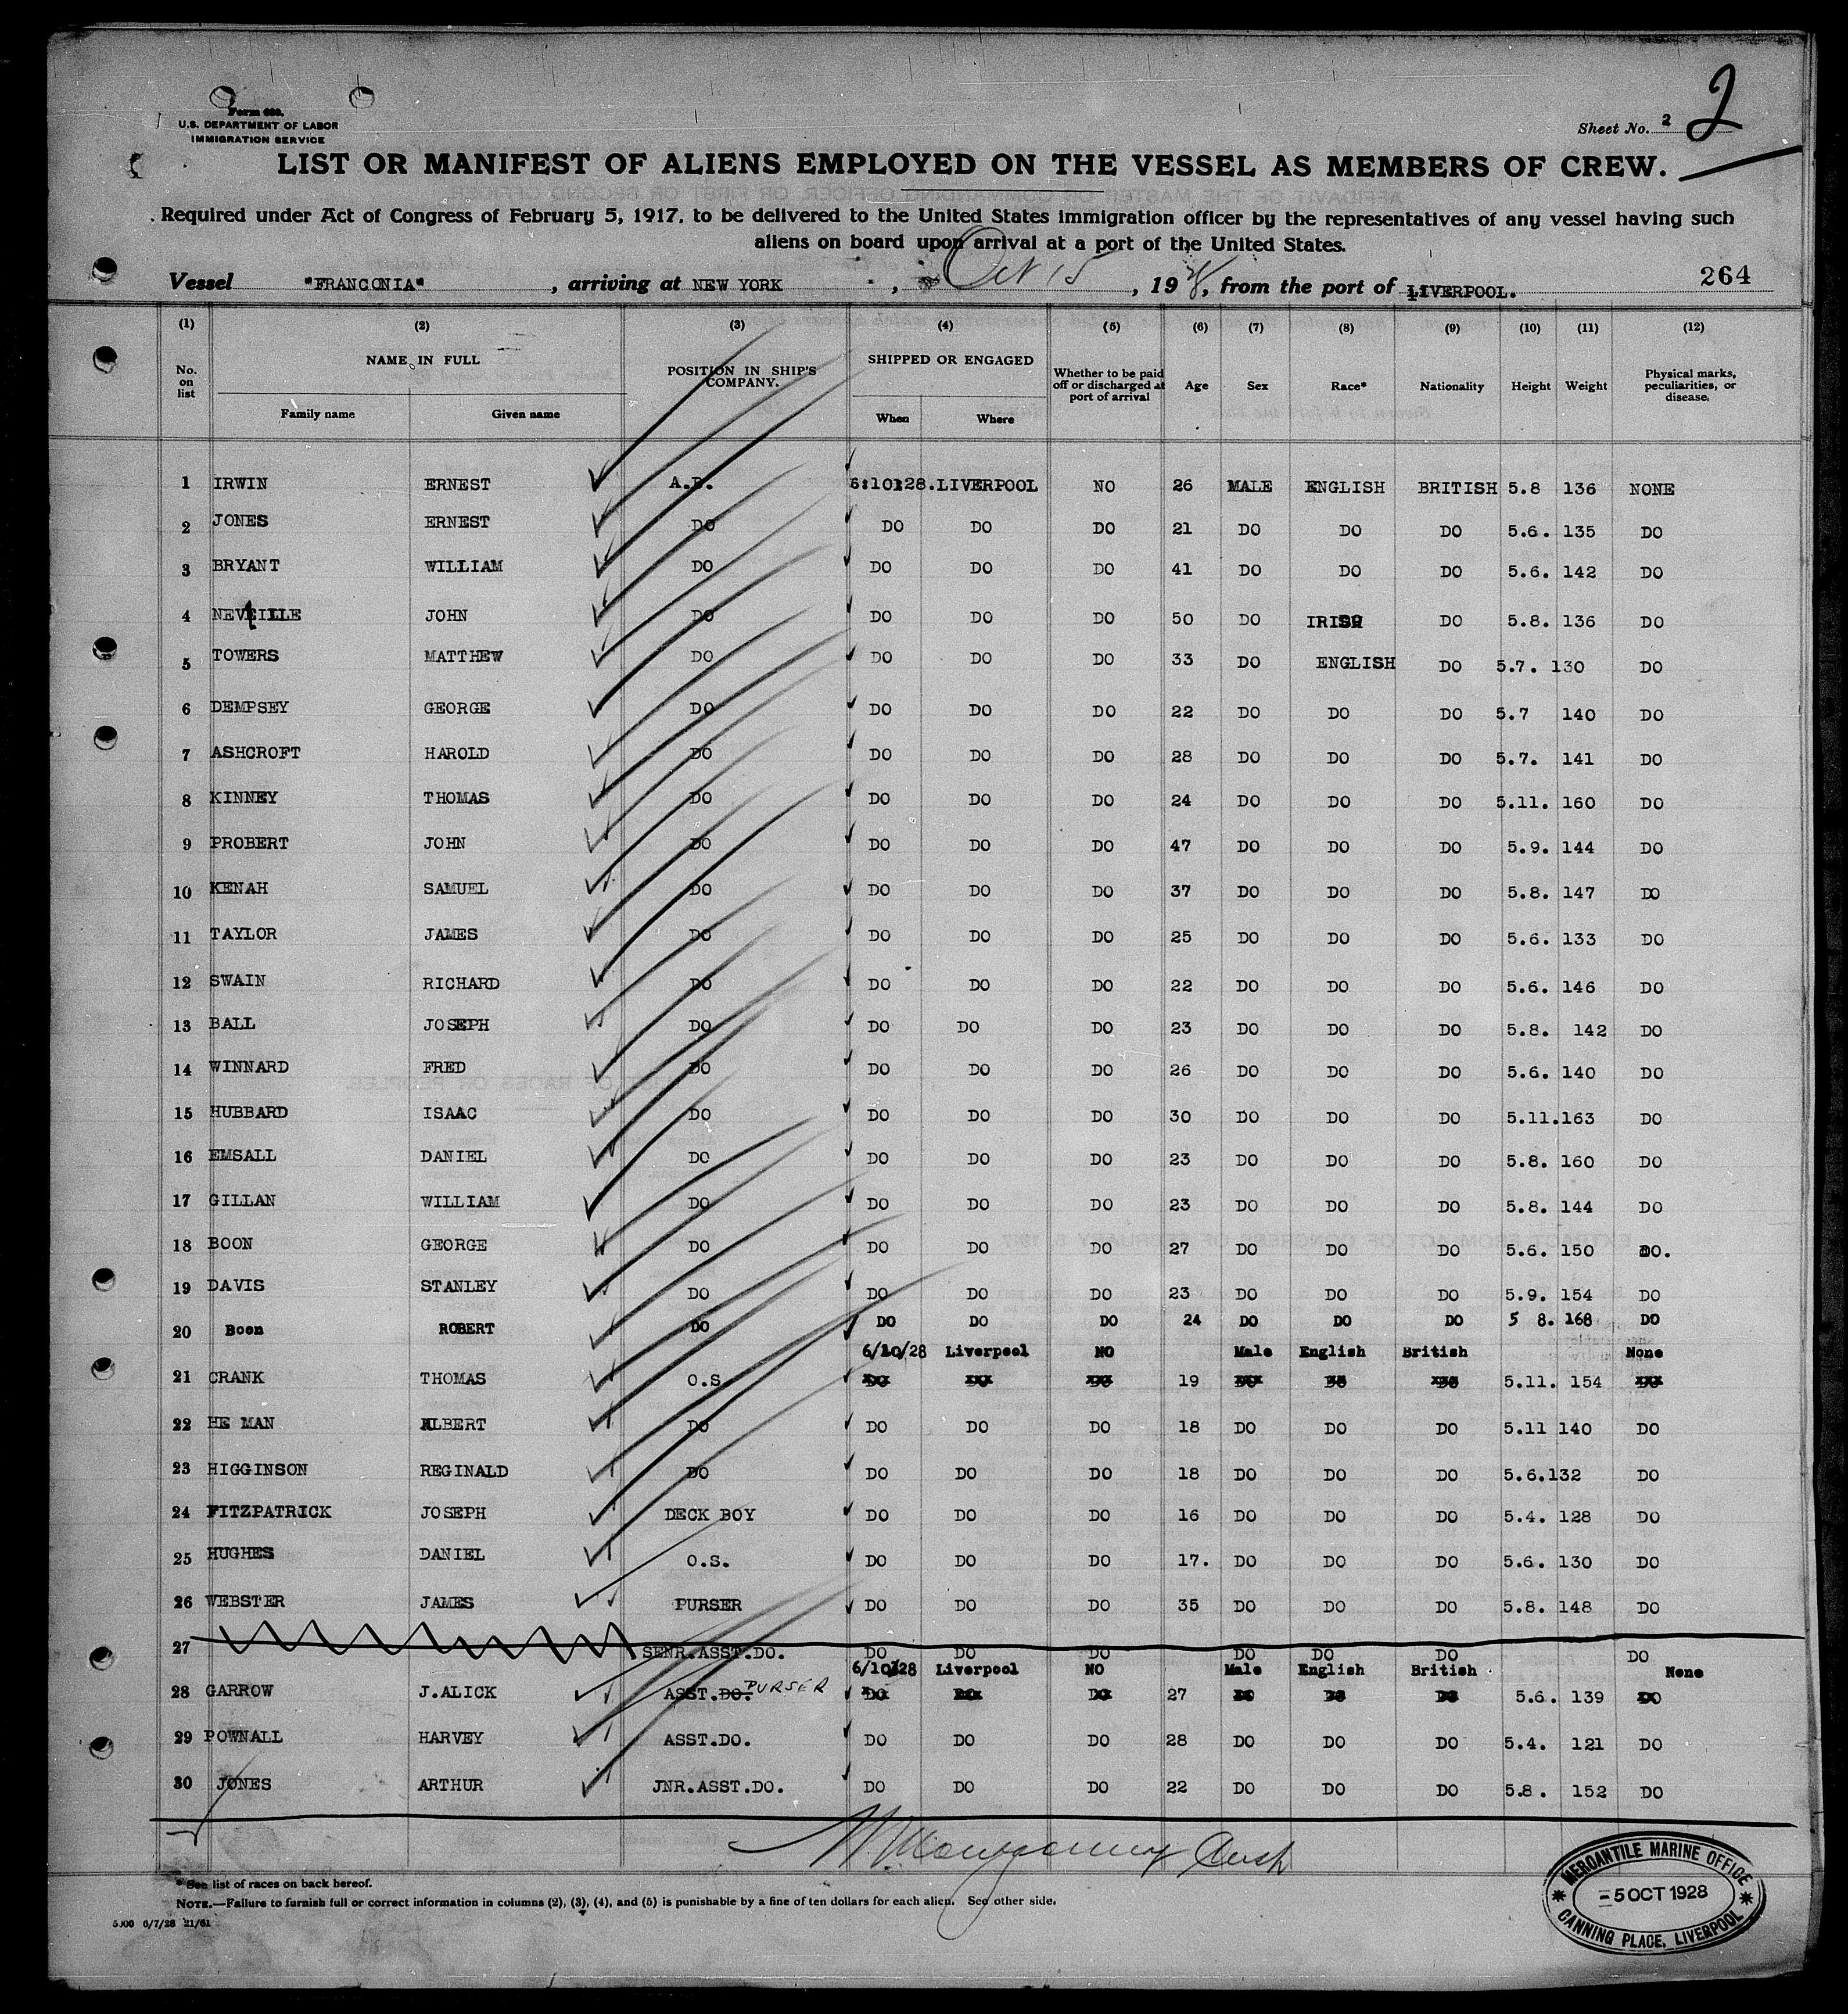 Form 680.
U.S. DEPARTMENT OF LABOR
IMMIGRATION SERVICE
Sheet No. 2 2
LIST OR MANIFEST OF ALIENS EMPLOYED ON THE VESSEL AS MEMBERS OF CREW.
Required under Act of Congress of February 5, 1917, to be delivered to the United States immigration officer by the representatives of any vessel having such
aliens on board upon arrival at a port of the United States.
Vessel "FRANCONIA", arriving at NEW YORK, Oct 15, 1928, from the port of LIVERPOOL. 264
(1) (2) (3) (4) (5) (6) (7) (8) (9) (10) (11) (12)
No. on list NAME IN FULL Family name Given name POSITION IN SHIP'S COMPANY. SHIPPED OR ENGAGED When Where Whether to be paid off or discharged at port of arrival Age Sex Race* Nationality Height Weight Physical marks, peculiarities, or disease.
1 IRWIN ERNEST A.B. 6:10:28. LIVERPOOL NO 26 MALE ENGLISH BRITISH 5.8 136 NONE
2 JONES ERNEST DO DO DO DO 21 DO DO DO 5.6. 135 DO
3 BRYANT WILLIAM DO DO DO DO 41 DO DO DO 5.6. 142 DO
4 NEVILLE JOHN DO DO DO DO 50 DO IRISH DO 5.8. 136 DO
5 TOWERS MATTHEW DO DO DO DO 33 DO ENGLISH DO 5.7. 130 DO
6 DEMPSEY GEORGE DO DO DO DO 22 DO DO DO 5.7 140 DO
7 ASHCROFT HAROLD DO DO DO DO 28 DO DO DO 5.7. 141 DO
8 KINNEY THOMAS DO DO DO DO 24 DO DO DO 5.11. 160 DO
9 PROBERT JOHN DO DO DO DO 47 DO DO DO 5.9. 144 DO
10 KENAH SAMUEL DO DO DO DO 37 DO DO DO 5.8. 147 DO
11 TAYLOR JAMES DO DO DO DO 25 DO DO DO 5.6. 133 DO
12 SWAIN RICHARD DO DO DO DO 22 DO DO DO 5.6. 146 DO
13 BALL JOSEPH DO DO DO DO 23 DO DO DO 5.8. 142 DO
14 WINNARD FRED DO DO DO DO 26 DO DO DO 5.6. 140 DO
15 HUBBARD ISAAC DO DO DO DO 30 DO DO DO 5.11. 163 DO
16 EMSALL DANIEL DO DO DO DO 23 DO DO DO 5.8. 160 DO
17 GILLAN WILLIAM DO DO DO DO 23 DO DO DO 5.8. 144 DO
18 BOON GEORGE DO DO DO DO 27 DO DO DO 5.6. 150 DO.
19 DAVIS STANLEY DO DO DO DO 23 DO DO DO 5.9. 154 DO
20 Boon ROBERT DO DO DO DO 24 DO DO DO 5 8. 168 DO
6/10/28 Liverpool NO Male English British None
21 CRANK THOMAS O.S. 19 5.11. 154
22 HE MAN ALBERT DO DO DO DO 18 DO DO DO 5.11 140 DO
23 HIGGINSON REGINALD DO DO DO DO 18 DO DO DO 5.6. 132 DO
24 FITZPATRICK JOSEPH DECK BOY DO DO DO 16 DO DO DO 5.4. 128 DO
25 HUGHES DANIEL O.S. DO DO DO 17. DO DO DO 5.6. 130 DO
26 WEBSTER JAMES PURSER DO DO DO 35 DO DO DO 5.8. 148 DO
27 SENR.ASST.DO. DO DO DO DO DO DO DO
6/10/28 Liverpool NO Male English British None
28 GARROW J.ALICK ASST.DO. PURSER DO DO 27 5.6. 139
29 POWNALL HARVEY ASST.DO. DO DO DO 28 DO DO DO 5.4. 121 DO
30 JONES ARTHUR JNR.ASST.DO. DO DO DO 22 DO DO DO 5.8. 152 DO
* See list of races on back hereof.
NOTE.—Failure to furnish full or correct information in columns (2), (3), (4), and (5) is punishable by a fine of ten dollars for each alien. See other side.
MERCANTILE MARINE OFFICE
-5 OCT 1928
CANNING PLACE, LIVERPOOL